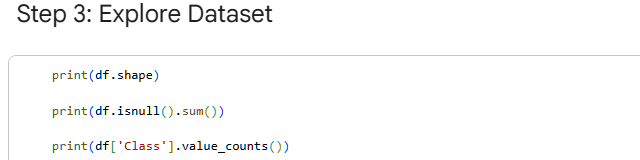 Step 3: Explore Dataset
print(df.shape)
print(df.isnull().sum())
print(df['Class'].value_counts())